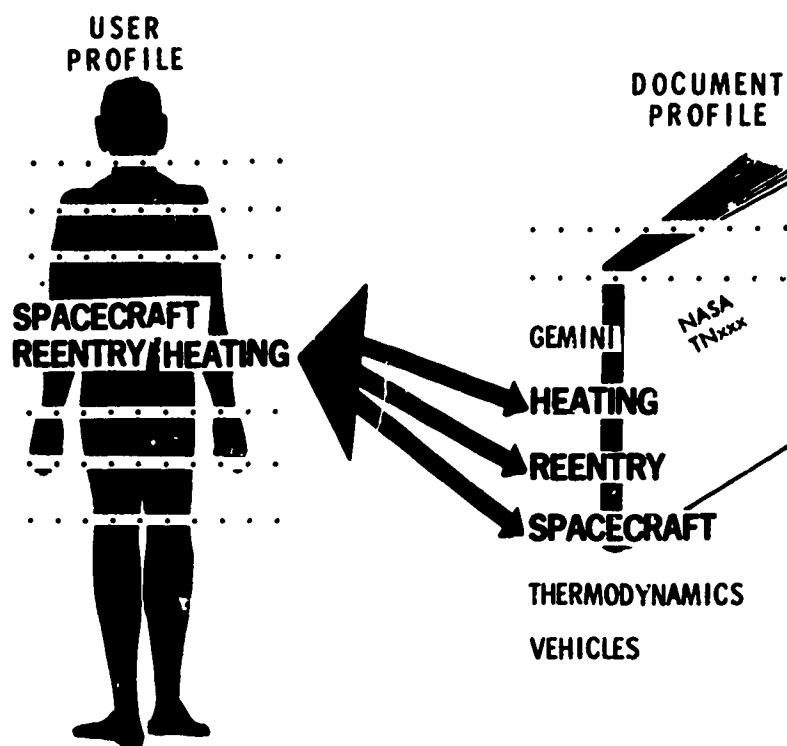 USER
PROFILE
SPACECRAFT
REENTRY/HEATING
DOCUMENT
PROFILE
NASA
TNxxx
GEMINI
HEATING
REENTRY
SPACECRAFT
THERMODYNAMICS
VEHICLES